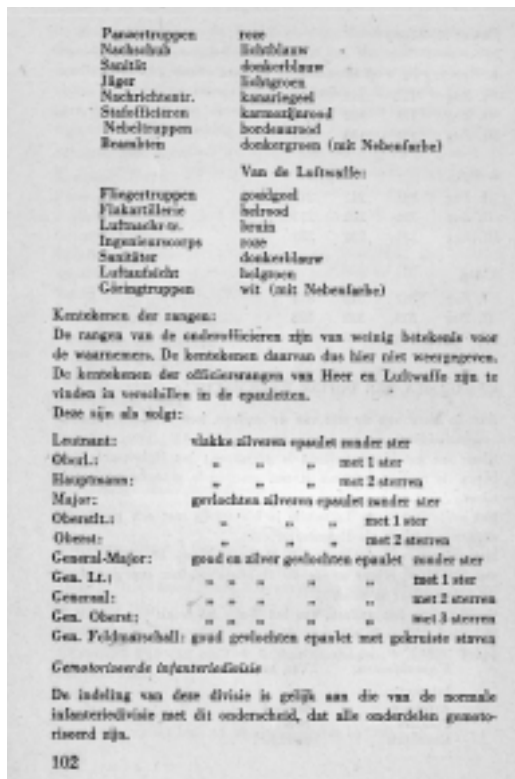 Panzertruppen roze
Nachschub lichtblauw
Sanität donkerblauw
Jäger lichtgroen
Nachrichtentr. kanariegeel
Stafofficieren karmazijnrood
Nebeltruppen bordeauxrood
Beambten donkergroen (mit Nebenfarbe)
Van de Luftwaffe:
Fliegertruppen goudgeel
Flakartillerie helrood
Luftnachr-tr. bruin
Ingenieurscorps roze
Sanitäter donkerblauw
Luftaufsicht helgroen
Göringtruppen wit (mit Nebenfarbe)
Kentekenen der rangen:
De rangen van de onderofficieren zijn van weinig betekenis voor
de waarnemers. De kentekenen daarvan dus hier niet weergegeven.
De kentekenen der officiersrangen van Heer en Luftwaffe zijn te
vinden in verschillen in de epauletten.
Deze zijn als volgt:
Leutnant: vlakke zilveren epaulet zonder ster
Oberl.: „ „ „ met 1 ster
Hauptmann: „ „ „ met 2 sterren
Major: gevlochten zilveren epaulet zonder ster
Oberstlt.: „ „ „ met 1 ster
Oberst: „ „ „ met 2 sterren
General-Major: goud en zilver gevlochten epaulet zonder ster
Gen. Lt.: „ „ „ „ „ met 1 ster
Generaal: „ „ „ „ „ met 2 sterren
Gen. Oberst: „ „ „ „ „ met 3 sterren
Gen. Feldmarschall: goud gevlochten epaulet met gekruiste staven
Gemotoriseerde infanteriedivisie
De indeling van deze divisie is gelijk aan die van de normale
infanteriedivisie met dit onderscheid, dat alle onderdelen gemoto-
riseerd zijn.
102